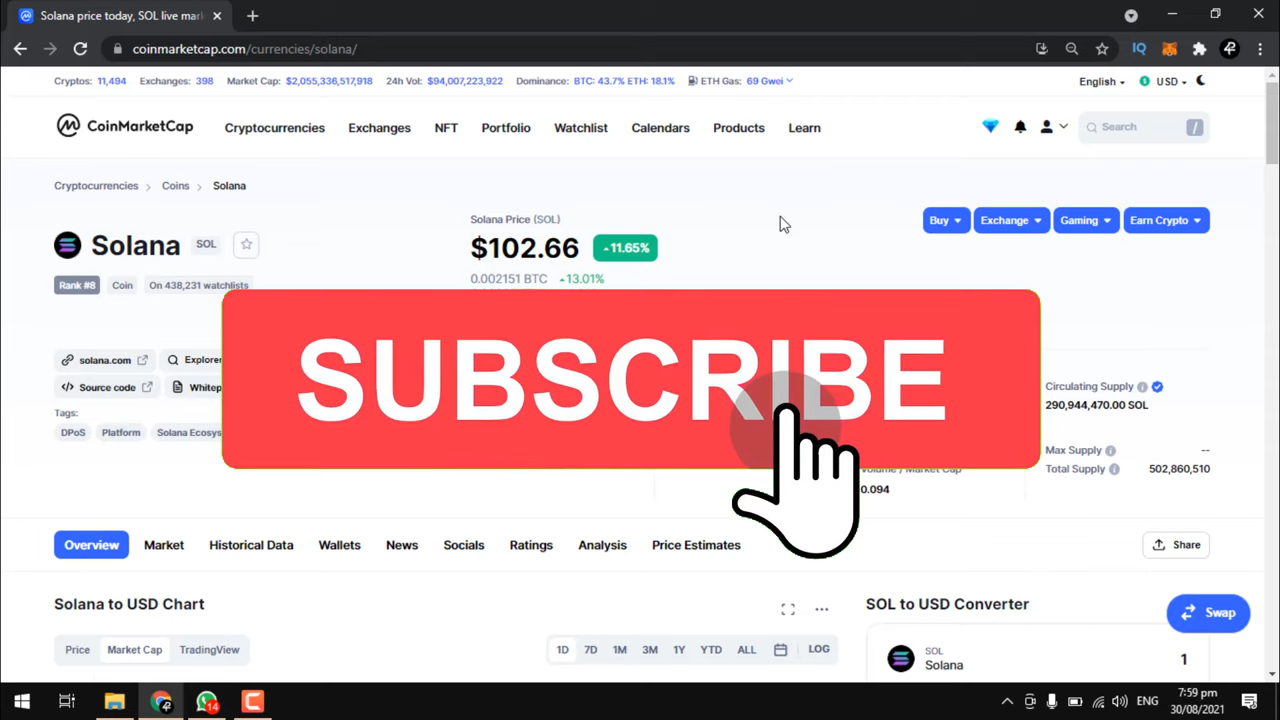 Solana price today, SOL live mar
coinmarketcap.com/currencies/solana/
IQ
Cryptos: 11,494 Exchanges: 398 Market Cap: $2,055,336,517,918 24h Vol: $94,007,223,922 Dominance: BTC: 43.7% ETH: 18.1% ETH Gas: 69 Gwei
English USD
CoinMarketCap Cryptocurrencies Exchanges NFT Portfolio Watchlist Calendars Products Learn Search /
Cryptocurrencies > Coins > Solana
Solana Price (SOL)
Buy Exchange Gaming Earn Crypto
Solana SOL $102.66 11.65%
0.002151 BTC 13.01%
Rank #8 Coin On 438,231 watchlists
SUBSCRIBE
solana.com Explorer
Source code Whitep
Tags:
DPoS Platform Solana Ecosys
Circulating Supply
290,944,470.00 SOL
Max Supply --
Volume / Market Cap Total Supply 502,860,510
0.094
Overview Market Historical Data Wallets News Socials Ratings Analysis Price Estimates Share
Solana to USD Chart SOL to USD Converter
Swap
Price Market Cap TradingView 1D 7D 1M 3M 1Y YTD ALL LOG
SOL
Solana 1
14
ENG
7:59 pm
30/08/2021